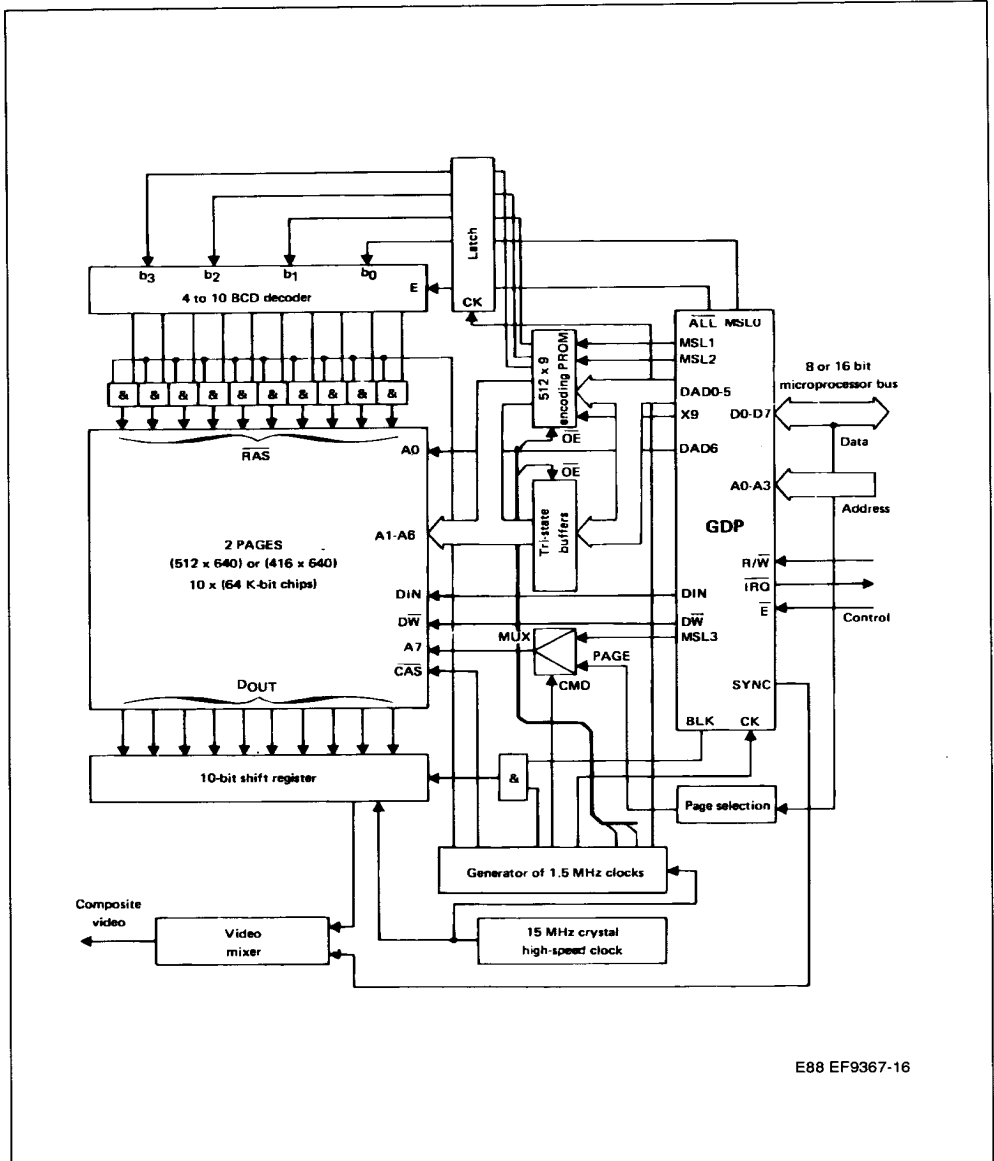 Latch
CK
b3
b2
b1
b0
4 to 10 BCD decoder
E
&
&
&
&
&
&
&
&
&
&
RAS
A0
A1-A6
2 PAGES
(512 x 640) or (416 x 640)
10 x (64 K-bit chips)
DIN
DW
A7
CAS
DOUT
10-bit shift register
512 x 9
encoding PROM
OE
OE
Tri-state
buffers
MUX
PAGE
CMD
ALL
MSL0
MSL1
MSL2
DAD0-5
X9
DAD6
D0-D7
A0-A3
GDP
R/W
IRQ
E
DIN
DW
MSL3
SYNC
BLK
CK
8 or 16 bit
microprocessor bus
Data
Address
Control
&
Page selection
Generator of 1.5 MHz clocks
15 MHz crystal
high-speed clock
Composite
video
Video
mixer
E88 EF9367-16